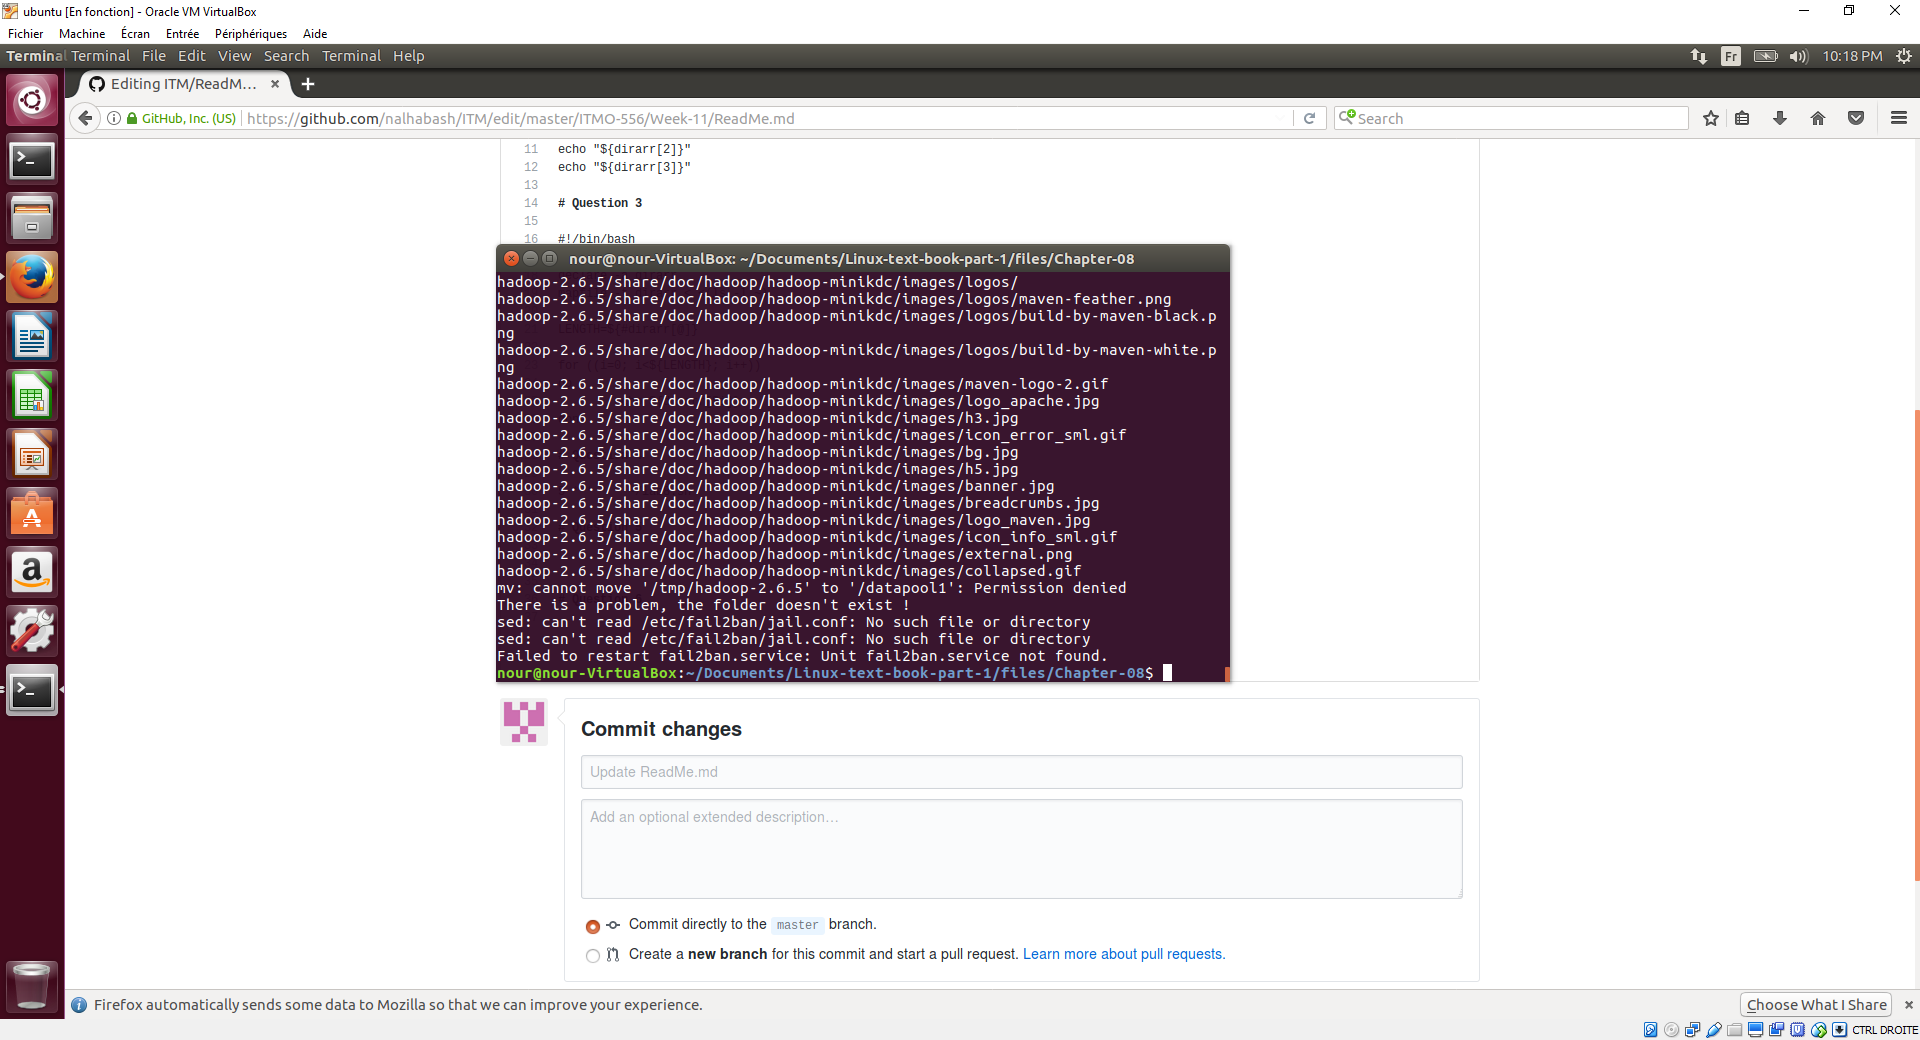 ubuntu [En fonction] - Oracle VM VirtualBox
Fichier Machine Écran Entrée Périphériques Aide
Terminal Terminal File Edit View Search Terminal Help Fr 10:18 PM
Editing ITM/ReadM...
GitHub, Inc. (US) https://github.com/nalhabash/ITM/edit/master/ITMO-556/Week-11/ReadMe.md Search
11 echo "${dirarr[2]}"
12 echo "${dirarr[3]}"
13
14 # Question 3
15
16 #!/bin/bash
nour@nour-VirtualBox: ~/Documents/Linux-text-book-part-1/files/Chapter-08
hadoop-2.6.5/share/doc/hadoop/hadoop-minikdc/images/logos/
hadoop-2.6.5/share/doc/hadoop/hadoop-minikdc/images/logos/maven-feather.png
hadoop-2.6.5/share/doc/hadoop/hadoop-minikdc/images/logos/build-by-maven-black.p
ng
hadoop-2.6.5/share/doc/hadoop/hadoop-minikdc/images/logos/build-by-maven-white.p
ng
hadoop-2.6.5/share/doc/hadoop/hadoop-minikdc/images/maven-logo-2.gif
hadoop-2.6.5/share/doc/hadoop/hadoop-minikdc/images/logo_apache.jpg
hadoop-2.6.5/share/doc/hadoop/hadoop-minikdc/images/h3.jpg
hadoop-2.6.5/share/doc/hadoop/hadoop-minikdc/images/icon_error_sml.gif
hadoop-2.6.5/share/doc/hadoop/hadoop-minikdc/images/bg.jpg
hadoop-2.6.5/share/doc/hadoop/hadoop-minikdc/images/h5.jpg
hadoop-2.6.5/share/doc/hadoop/hadoop-minikdc/images/banner.jpg
hadoop-2.6.5/share/doc/hadoop/hadoop-minikdc/images/breadcrumbs.jpg
hadoop-2.6.5/share/doc/hadoop/hadoop-minikdc/images/logo_maven.jpg
hadoop-2.6.5/share/doc/hadoop/hadoop-minikdc/images/icon_info_sml.gif
hadoop-2.6.5/share/doc/hadoop/hadoop-minikdc/images/external.png
hadoop-2.6.5/share/doc/hadoop/hadoop-minikdc/images/collapsed.gif
mv: cannot move '/tmp/hadoop-2.6.5' to '/datapool1': Permission denied
There is a problem, the folder doesn't exist !
sed: can't read /etc/fail2ban/jail.conf: No such file or directory
sed: can't read /etc/fail2ban/jail.conf: No such file or directory
Failed to restart fail2ban.service: Unit fail2ban.service not found.
nour@nour-VirtualBox:~/Documents/Linux-text-book-part-1/files/Chapter-08$
Commit changes
Update ReadMe.md
Add an optional extended description…
Commit directly to the master branch.
Create a new branch for this commit and start a pull request. Learn more about pull requests.
Firefox automatically sends some data to Mozilla so that we can improve your experience. Choose What I Share
CTRL DROITE